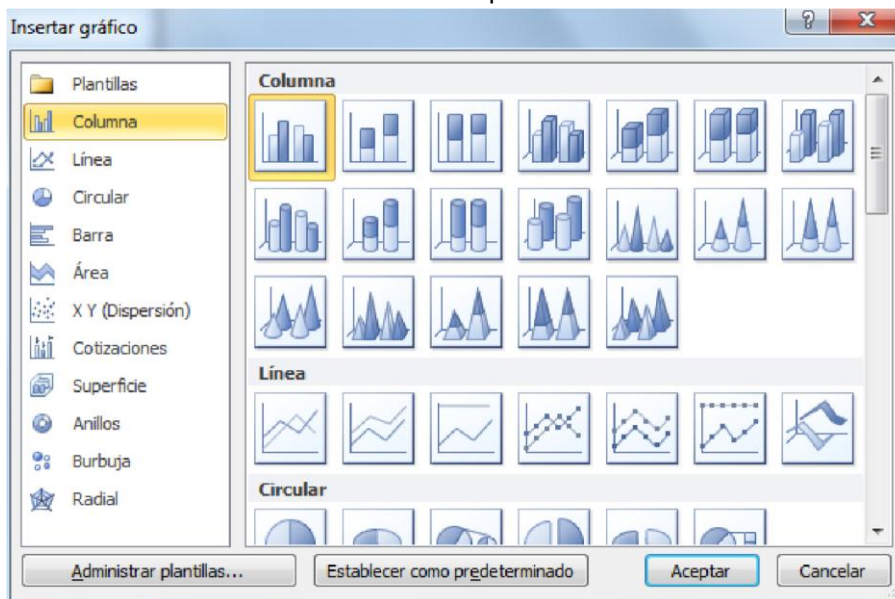 Insertar gráfico
Plantillas
Columna
Línea
Circular
Barra
Área
X Y (Dispersión)
Cotizaciones
Superficie
Anillos
Burbuja
Radial
Columna
Línea
Circular
Administrar plantillas...
Establecer como predeterminado
Aceptar
Cancelar